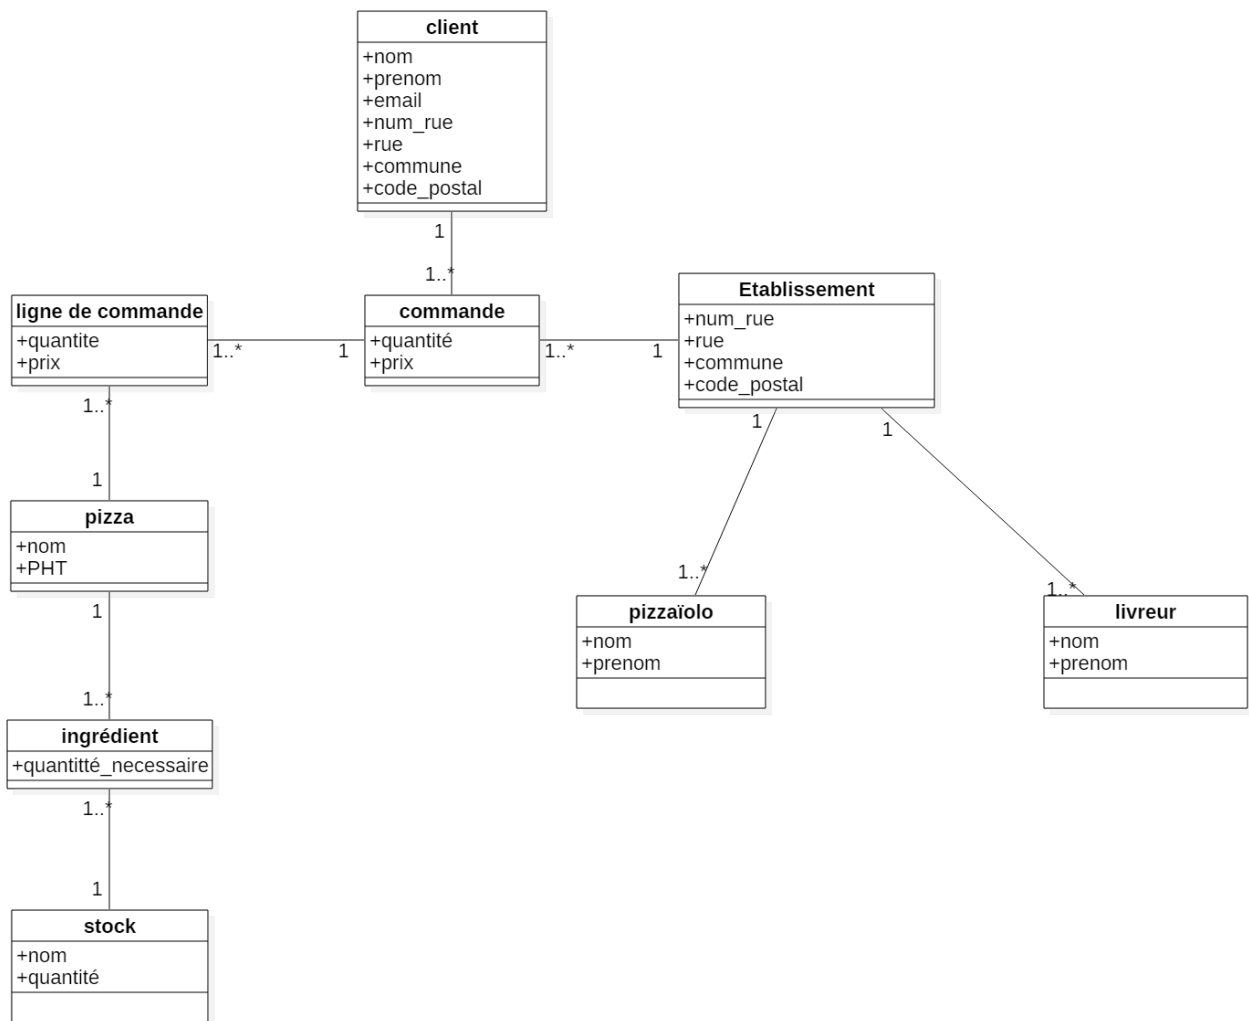 client
+nom
+prenom
+email
+num_rue
+rue
+commune
+code_postal
1
1..*
ligne de commande
+quantite
+prix
1..*
1
commande
+quantité
+prix
1..*
1
Etablissement
+num_rue
+rue
+commune
+code_postal
1
1
1..*
1
pizza
+nom
+PHT
1
1..*
1..*
pizzaïolo
+nom
+prenom
1..*
livreur
+nom
+prenom
ingrédient
+quantitté_necessaire
1..*
1
stock
+nom
+quantité